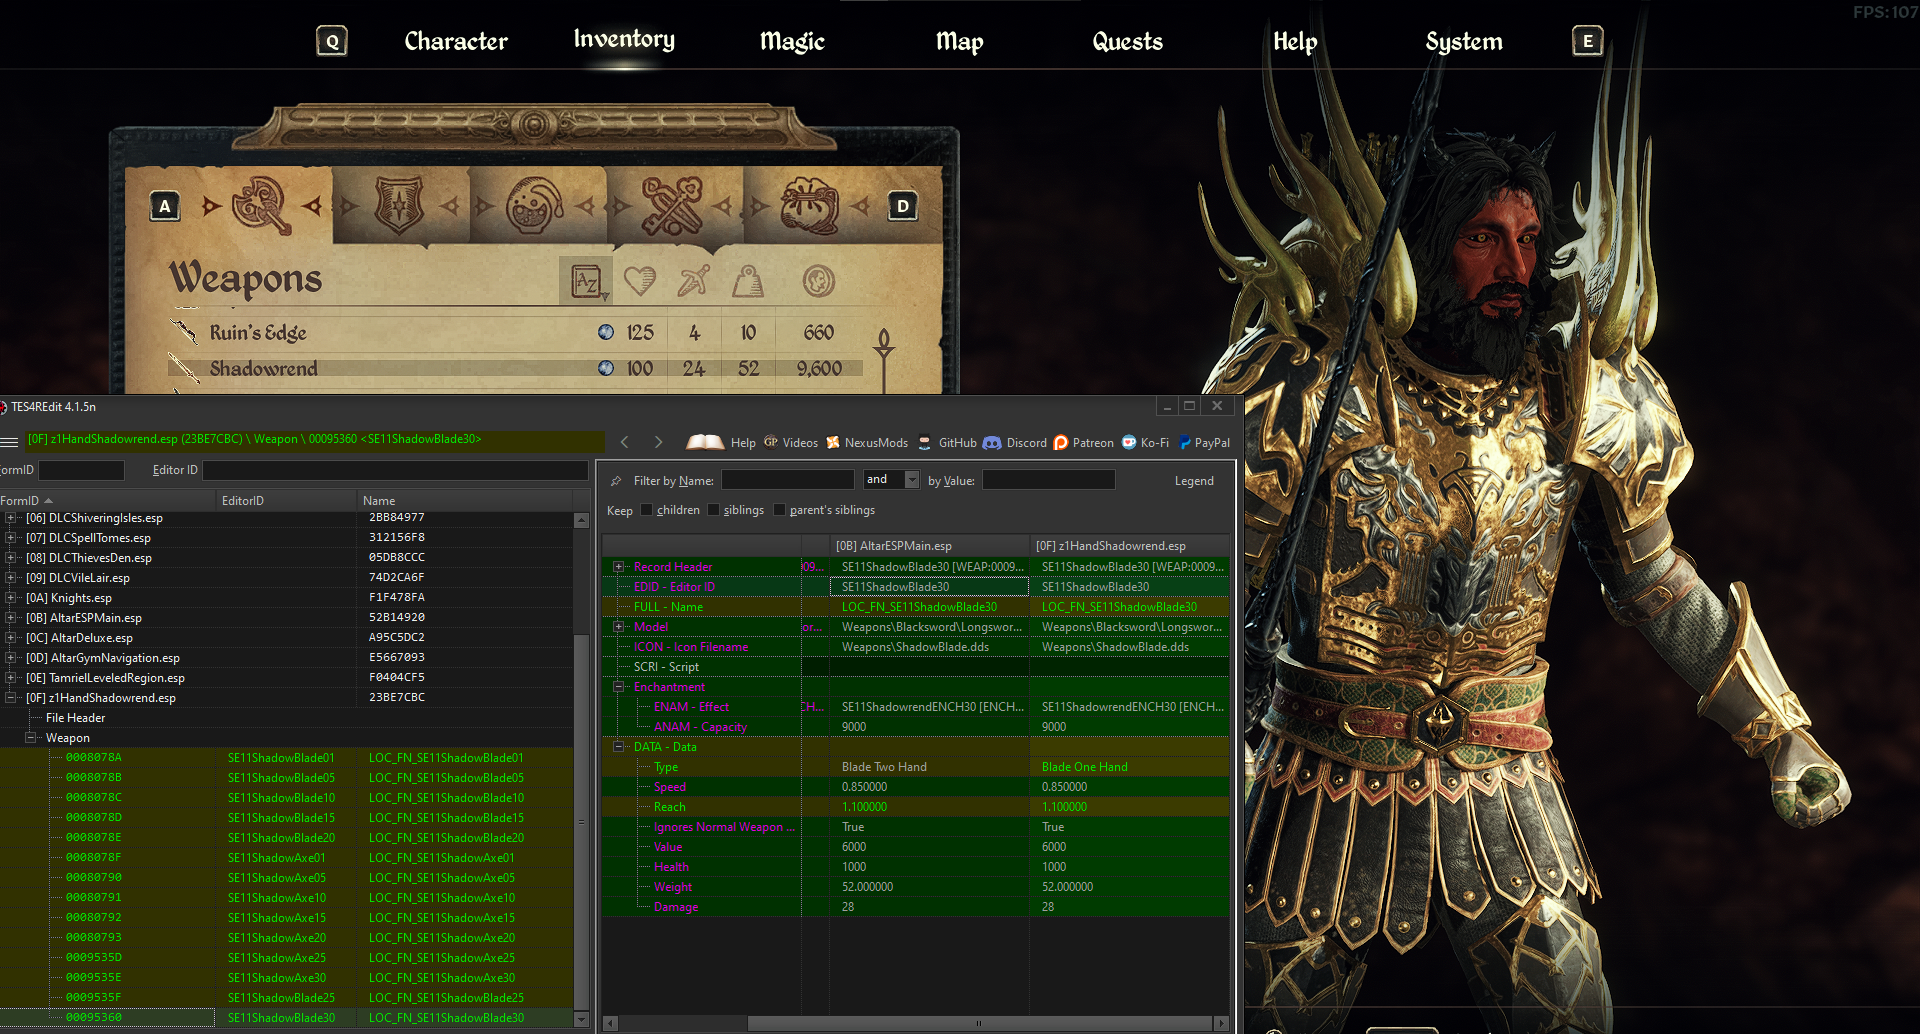 FPS: 107
Q Character Inventory Magic Map Quests Help System E
A D
Weapons AZ
Ruin's Edge 125 4 10 660
Shadowrend 100 24 52 9,600
TES4REdit 4.1.5n
[0F] z1HandShadowrend.esp (23BE7CBC) \ Weapon \ 00095360 <SE11ShadowBlade30>
Help GP Videos NexusMods GitHub Discord Patreon Ko-Fi PayPal
ormID Editor ID
FormID EditorID Name
[06] DLCShiveringIsles.esp 2BB84977
[07] DLCSpellTomes.esp 312156F8
[08] DLCThievesDen.esp 05DB8CCC
[09] DLCVileLair.esp 74D2CA6F
[0A] Knights.esp F1F478FA
[0B] AltarESPMain.esp 52B14920
[0C] AltarDeluxe.esp A95C5DC2
[0D] AltarGymNavigation.esp E5667093
[0E] TamrielLeveledRegion.esp F0404CF5
[0F] z1HandShadowrend.esp 23BE7CBC
File Header
Weapon
0008078A SE11ShadowBlade01 LOC_FN_SE11ShadowBlade01
0008078B SE11ShadowBlade05 LOC_FN_SE11ShadowBlade05
0008078C SE11ShadowBlade10 LOC_FN_SE11ShadowBlade10
0008078D SE11ShadowBlade15 LOC_FN_SE11ShadowBlade15
0008078E SE11ShadowBlade20 LOC_FN_SE11ShadowBlade20
0008078F SE11ShadowAxe01 LOC_FN_SE11ShadowAxe01
00080790 SE11ShadowAxe05 LOC_FN_SE11ShadowAxe05
00080791 SE11ShadowAxe10 LOC_FN_SE11ShadowAxe10
00080792 SE11ShadowAxe15 LOC_FN_SE11ShadowAxe15
00080793 SE11ShadowAxe20 LOC_FN_SE11ShadowAxe20
0009535D SE11ShadowAxe25 LOC_FN_SE11ShadowAxe25
0009535E SE11ShadowAxe30 LOC_FN_SE11ShadowAxe30
0009535F SE11ShadowBlade25 LOC_FN_SE11ShadowBlade25
00095360 SE11ShadowBlade30 LOC_FN_SE11ShadowBlade30
Filter by Name: and by Value: Legend
Keep children siblings parent's siblings
[0B] AltarESPMain.esp [0F] z1HandShadowrend.esp
Record Header 09... SE11ShadowBlade30 [WEAP:0009... SE11ShadowBlade30 [WEAP:0009...
EDID - Editor ID SE11ShadowBlade30 SE11ShadowBlade30
FULL - Name LOC_FN_SE11ShadowBlade30 LOC_FN_SE11ShadowBlade30
Model or... Weapons\Blacksword\Longswor... Weapons\Blacksword\Longswor...
ICON - Icon Filename Weapons\ShadowBlade.dds Weapons\ShadowBlade.dds
SCRI - Script
Enchantment
ENAM - Effect CH... SE11ShadowrendENCH30 [ENCH... SE11ShadowrendENCH30 [ENCH...
ANAM - Capacity 9000 9000
DATA - Data
Type Blade Two Hand Blade One Hand
Speed 0.850000 0.850000
Reach 1.100000 1.100000
Ignores Normal Weapon ... True True
Value 6000 6000
Health 1000 1000
Weight 52.000000 52.000000
Damage 28 28